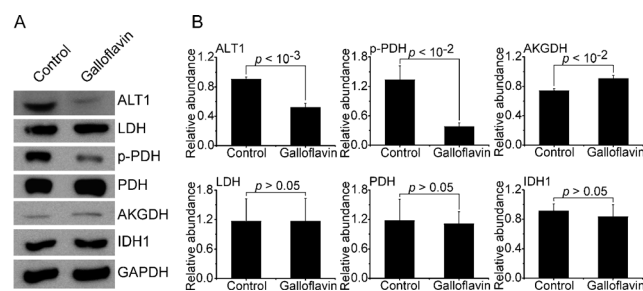 A
Control
Galloflavin
ALT1
LDH
p-PDH
PDH
AKGDH
IDH1
GAPDH
B
ALT1
p < 10-3
Relative abundance
1.2
0.8
0.4
0.0
Control
Galloflavin
p-PDH
p < 10-2
Relative abundance
1.8
1.2
0.6
0.0
Control
Galloflavin
AKGDH
p < 10-2
Relative abundance
1.2
0.8
0.4
0.0
Control
Galloflavin
LDH
p > 0.05
Relative abundance
1.8
1.2
0.6
0.0
Control
Galloflavin
PDH
p > 0.05
Relative abundance
1.8
1.2
0.6
0.0
Control
Galloflavin
IDH1
p > 0.05
Relative abundance
1.2
0.8
0.4
0.0
Control
Galloflavin